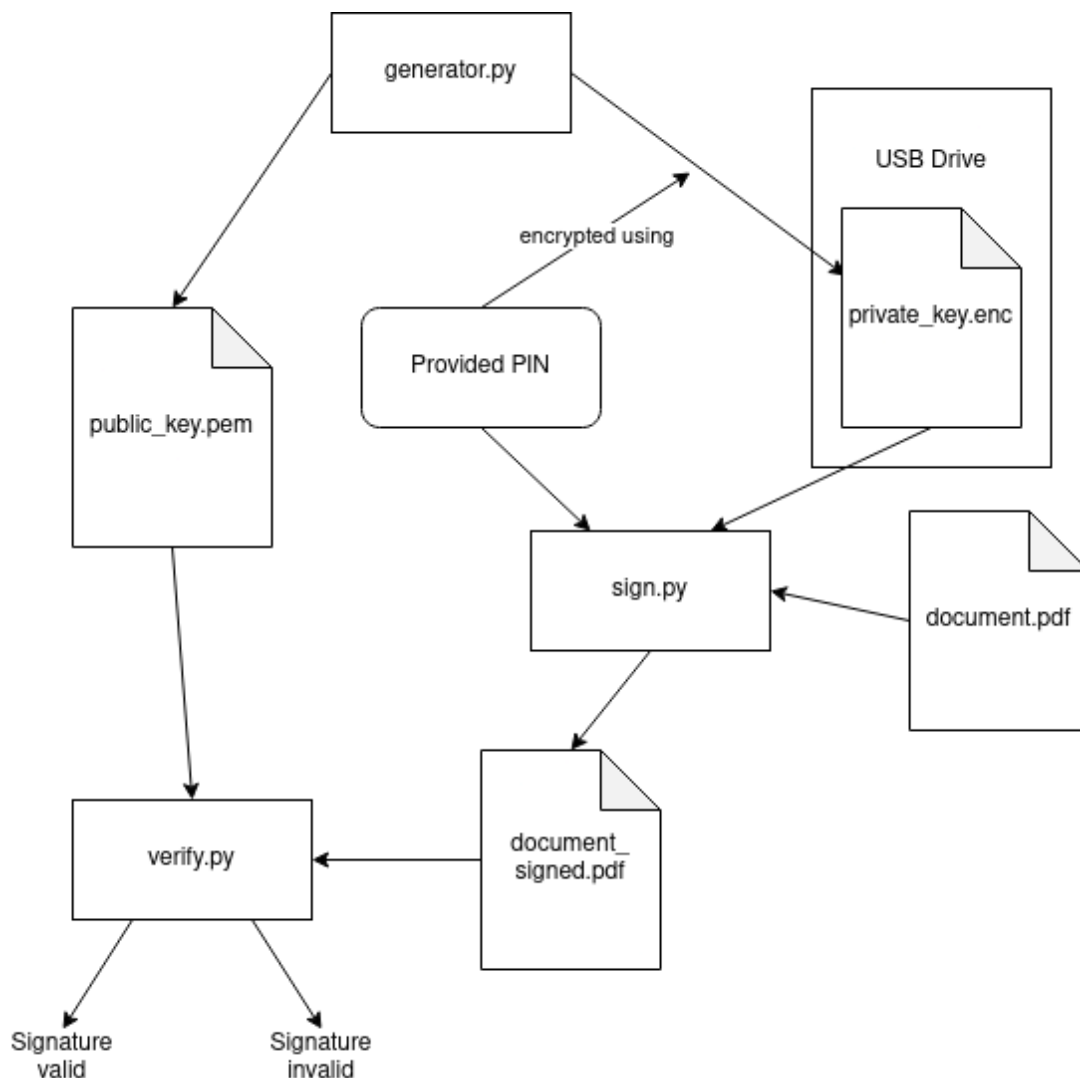 generator.py
USB Drive
encrypted using
private_key.enc
Provided PIN
public_key.pem
sign.py
document.pdf
document_
signed.pdf
verify.py
Signature
valid
Signature
invalid